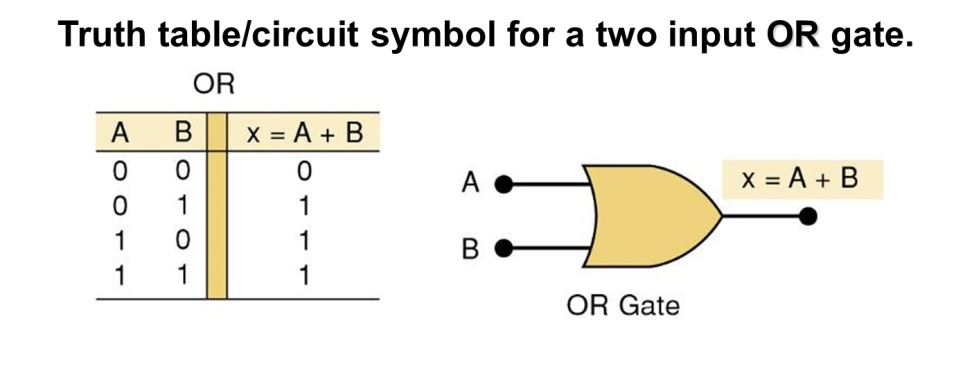 Truth table/circuit symbol for a two input OR gate.
OR
A B x = A + B
0 0 0
0 1 1
1 0 1
1 1 1
A
x = A + B
B
OR Gate